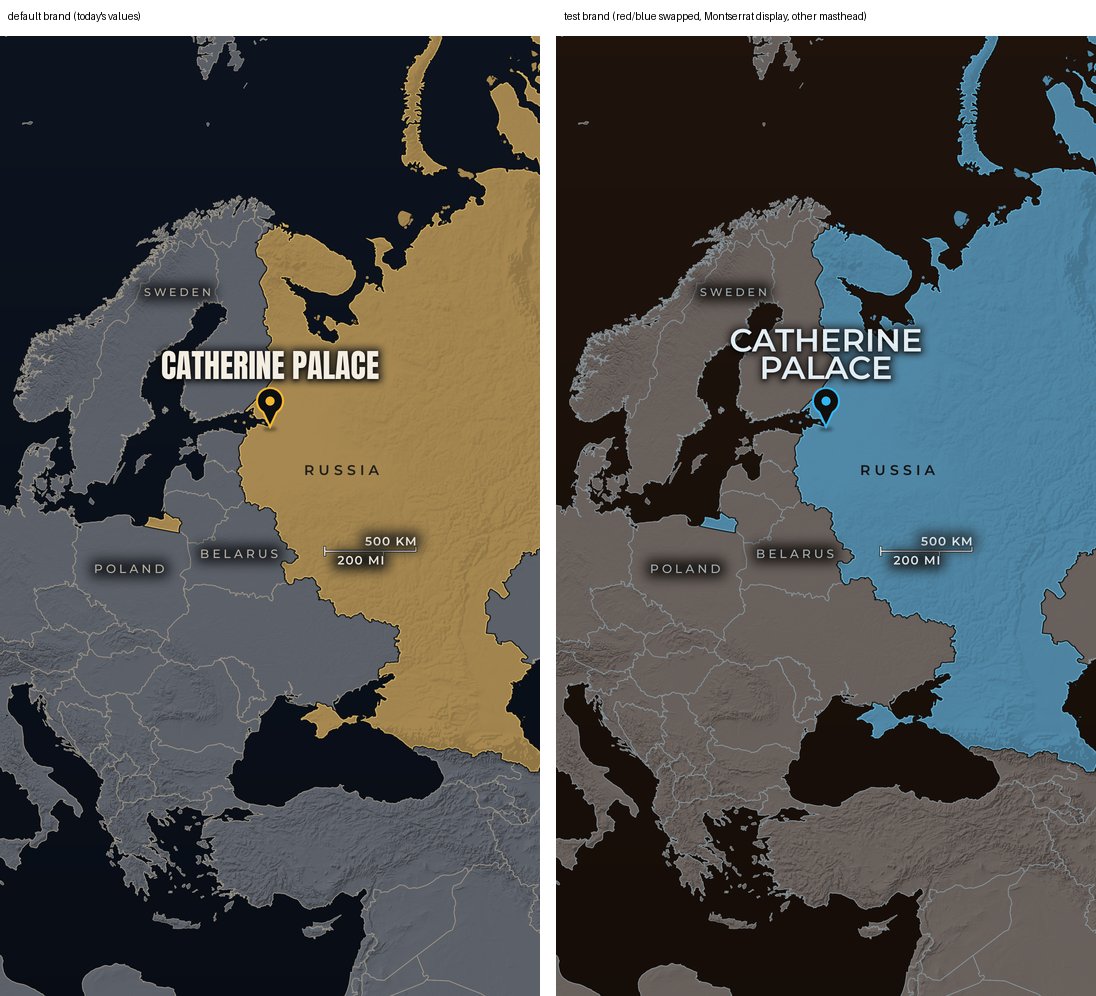 default brand (today's values)
SWEDEN
CATHERINE PALACE
RUSSIA
500 KM
200 MI
BELARUS
POLAND
test brand (red/blue swapped, Montserrat display, other masthead)
SWEDEN
CATHERINE
PALACE
RUSSIA
500 KM
200 MI
BELARUS
POLAND